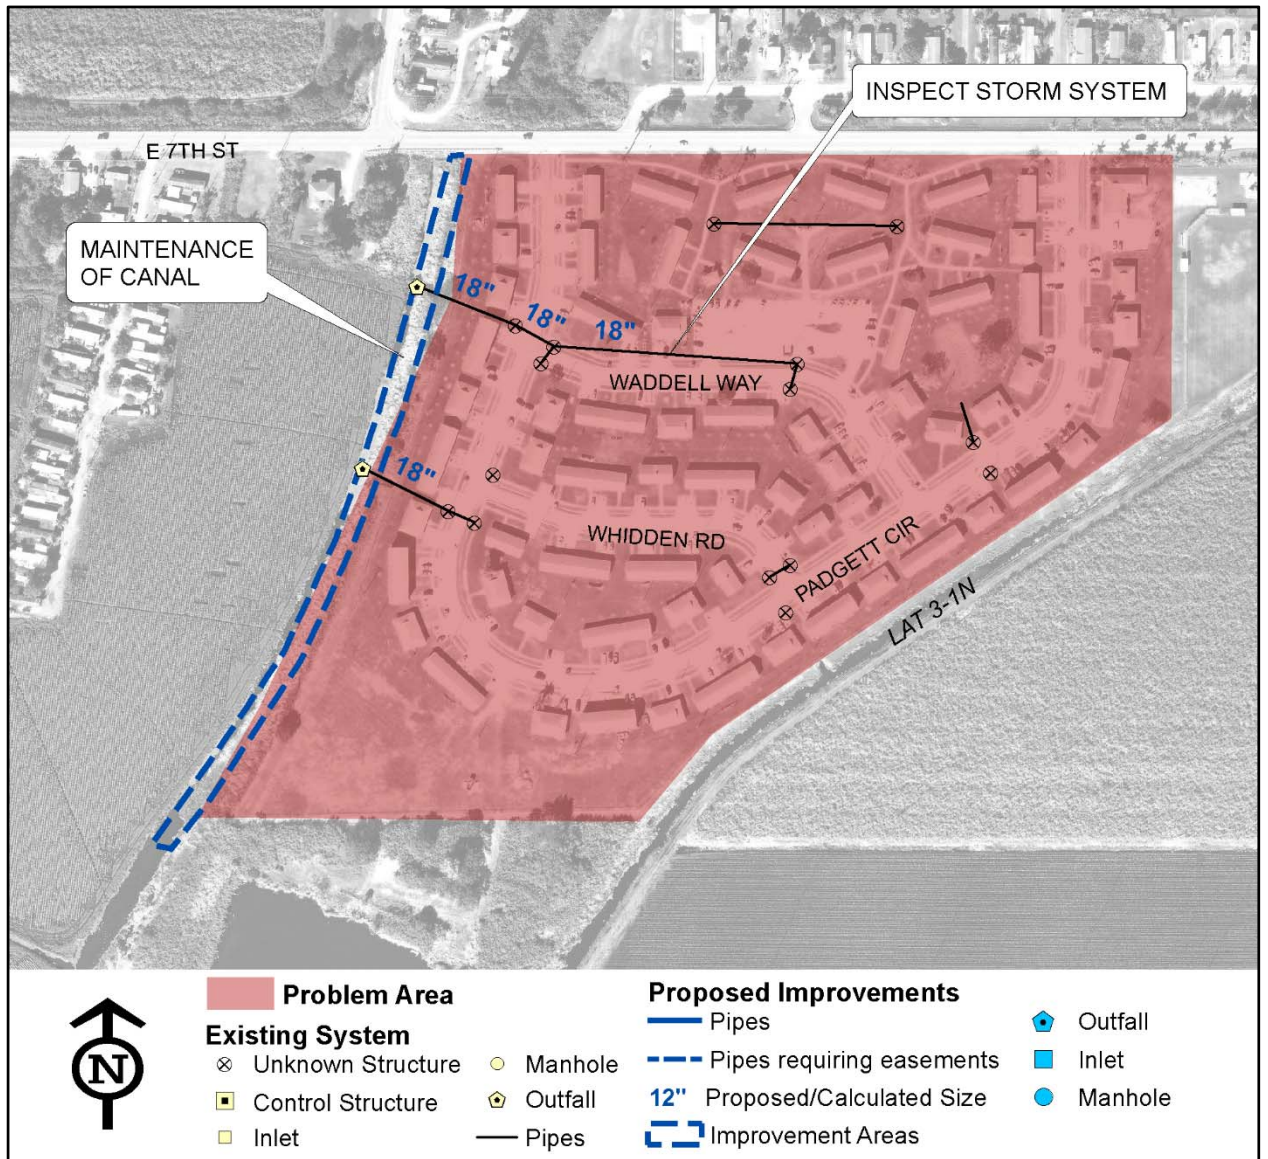 INSPECT STORM SYSTEM
E 7TH ST
MAINTENANCE
OF CANAL
18"
18"
18"
WADDELL WAY
18"
WHIDDEN RD
PADGETT CIR
LAT 3-1N
N
Problem Area
Existing System
Unknown Structure
Control Structure
Inlet
Manhole
Outfall
Pipes
Proposed Improvements
Pipes
Pipes requiring easements
12" Proposed/Calculated Size
Improvement Areas
Outfall
Inlet
Manhole